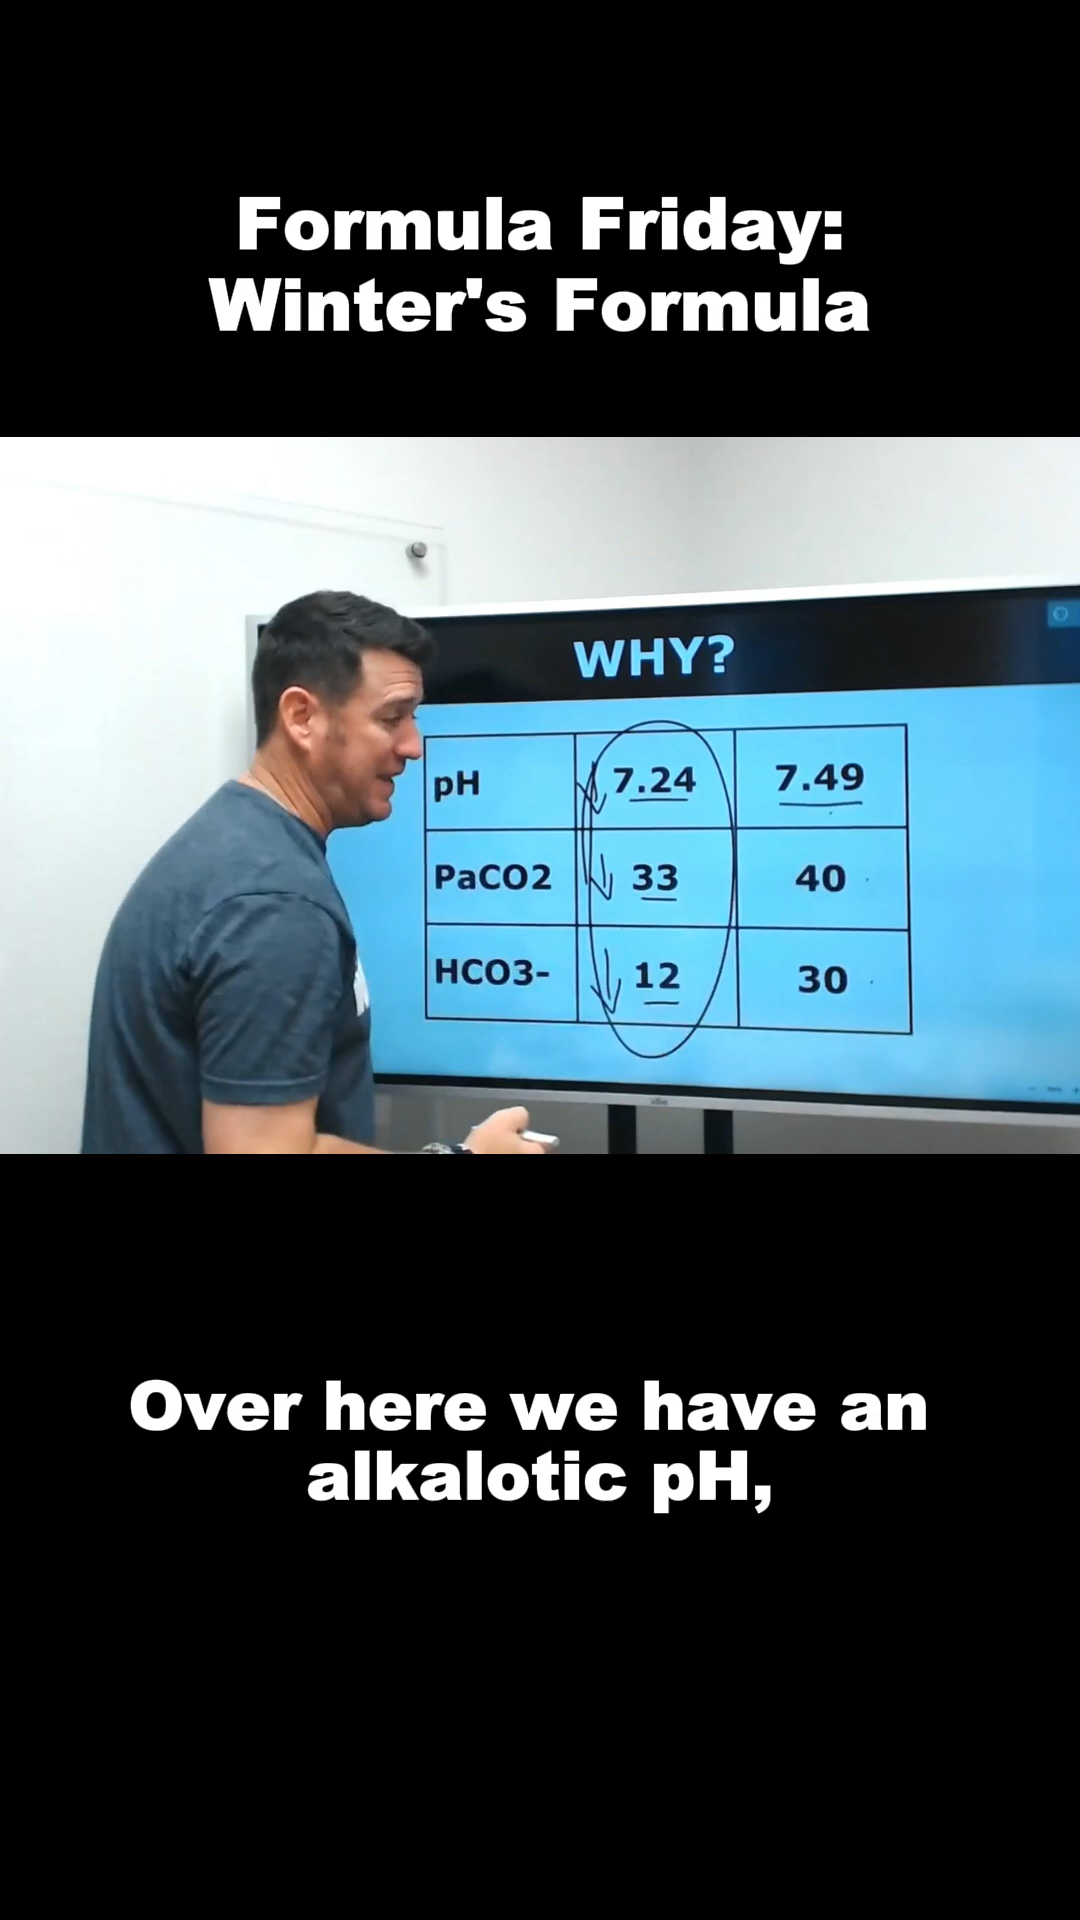 Formula Friday:
Winter's Formula
WHY?
pH 7.24 7.49
PaCO2 33 40
HCO3- 12 30
Over here we have an
alkalotic pH,